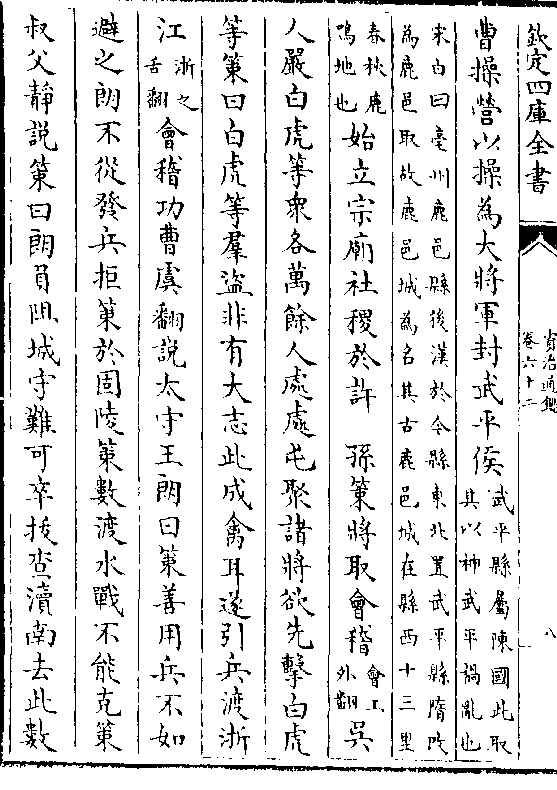 欽定四庫全書
資治通鑑
卷六十二
八
曹操營以操為大將軍封武平侯武平縣屬陳國此取
其以神武平禍亂也
宋白曰亳州鹿邑縣後漢於今縣東北置武平縣隋改
為鹿邑取故鹿邑城為名其古鹿邑城在縣西十三里
春秋鹿
鳴地也始立宗廟社稷於許 孫策將取會稽會工
外翻吳
人嚴白虎等衆各萬餘人處處屯聚諸將欲先擊白虎
等策曰白虎等羣盜非有大志此成禽耳遂引兵渡浙
江浙之
舌翻會稽功曹虞翻說太守王朗曰策善用兵不如
避之朗不從發兵拒策於固陵策數渡水戰不能克策
叔父靜説策曰朗負阻城守難可卒拔查瀆南去此數